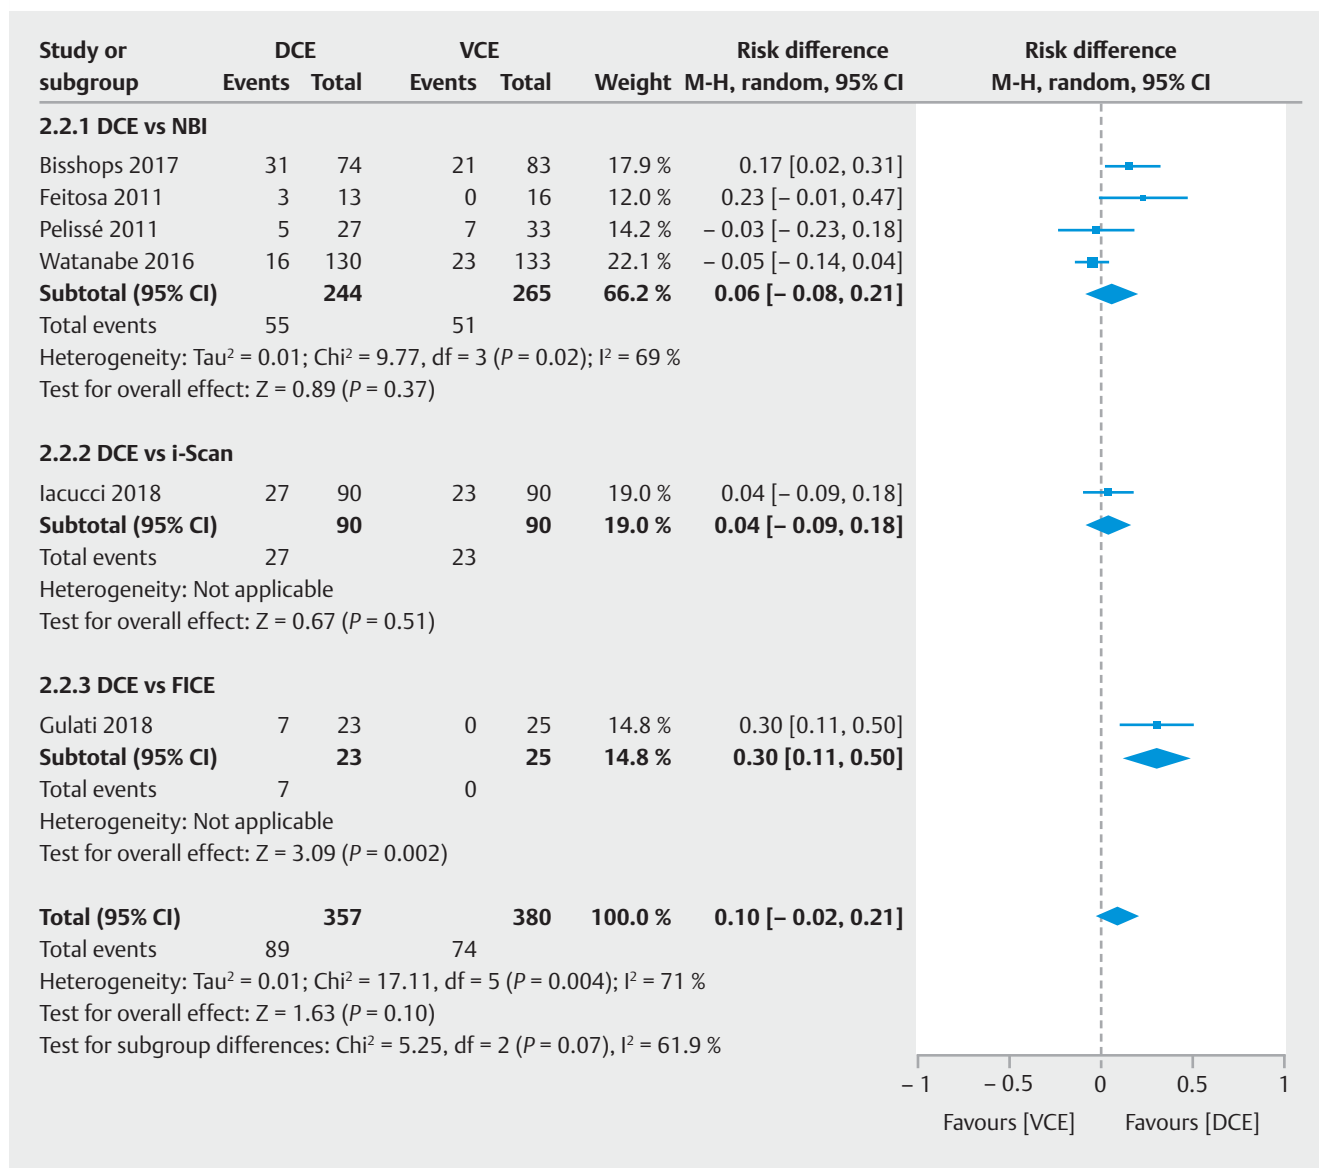 Study or DCE VCE Risk difference Risk difference
subgroup Events Total Events Total Weight M-H, random, 95% CI M-H, random, 95% CI
2.2.1 DCE vs NBI
Bisshops 2017 31 74 21 83 17.9 % 0.17 [0.02, 0.31]
Feitosa 2011 3 13 0 16 12.0 % 0.23 [– 0.01, 0.47]
Pelissé 2011 5 27 7 33 14.2 % – 0.03 [– 0.23, 0.18]
Watanabe 2016 16 130 23 133 22.1 % – 0.05 [– 0.14, 0.04]
Subtotal (95% CI) 244 265 66.2 % 0.06 [– 0.08, 0.21]
Total events 55 51
Heterogeneity: Tau² = 0.01; Chi² = 9.77, df = 3 (P = 0.02); I² = 69 %
Test for overall effect: Z = 0.89 (P = 0.37)
2.2.2 DCE vs i-Scan
Iacucci 2018 27 90 23 90 19.0 % 0.04 [– 0.09, 0.18]
Subtotal (95% CI) 90 90 19.0 % 0.04 [– 0.09, 0.18]
Total events 27 23
Heterogeneity: Not applicable
Test for overall effect: Z = 0.67 (P = 0.51)
2.2.3 DCE vs FICE
Gulati 2018 7 23 0 25 14.8 % 0.30 [0.11, 0.50]
Subtotal (95% CI) 23 25 14.8 % 0.30 [0.11, 0.50]
Total events 7 0
Heterogeneity: Not applicable
Test for overall effect: Z = 3.09 (P = 0.002)
Total (95% CI) 357 380 100.0 % 0.10 [– 0.02, 0.21]
Total events 89 74
Heterogeneity: Tau² = 0.01; Chi² = 17.11, df = 5 (P = 0.004); I² = 71 %
Test for overall effect: Z = 1.63 (P = 0.10)
Test for subgroup differences: Chi² = 5.25, df = 2 (P = 0.07), I² = 61.9 %
– 1 – 0.5 0 0.5 1
Favours [VCE] Favours [DCE]